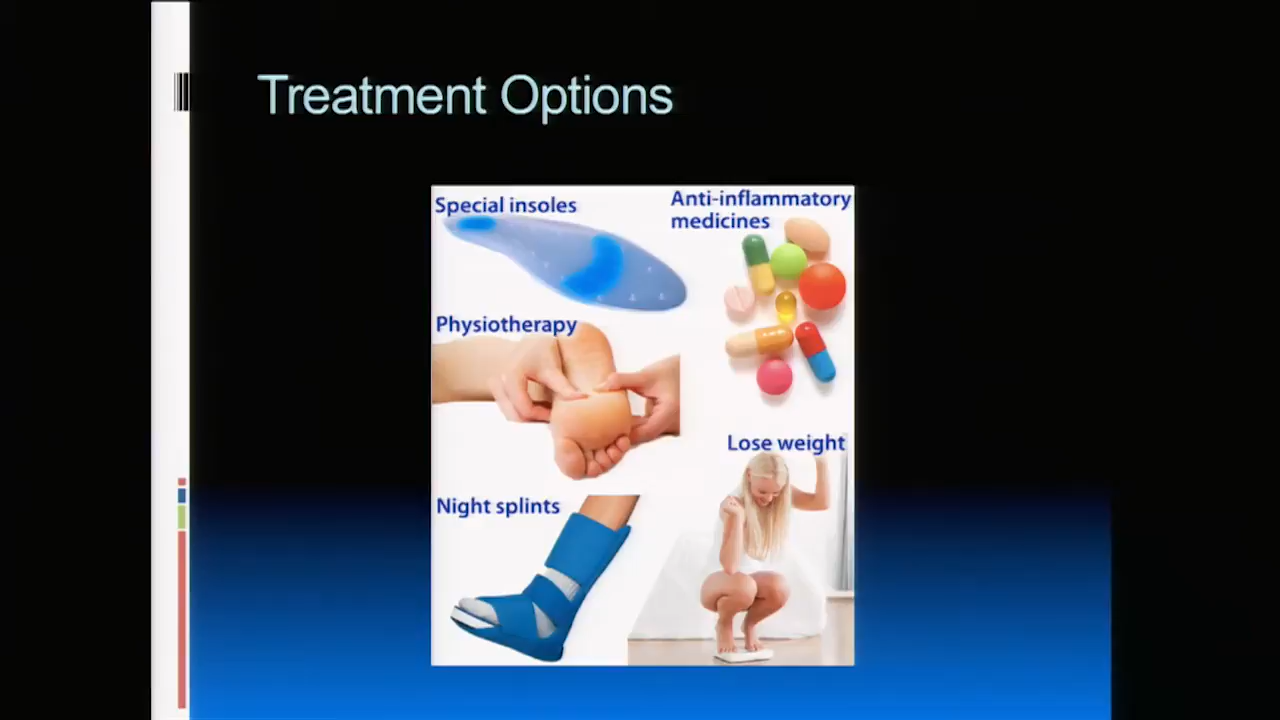 Treatment Options
Special insoles
Anti-inflammatory
medicines
Physiotherapy
Lose weight
Night splints